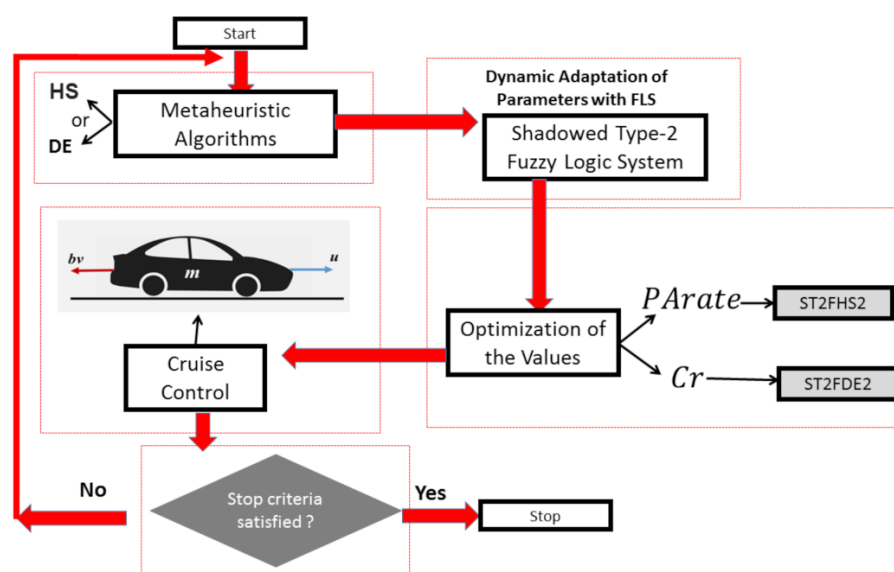 Start
HS
or
DE
Metaheuristic
Algorithms
Dynamic Adaptation of
Parameters with FLS
Shadowed Type-2
Fuzzy Logic System
bv
m
u
Cruise
Control
Optimization of
the Values
PArate
ST2FHS2
Cr
ST2FDE2
No
Stop criteria
satisfied ?
Yes
Stop